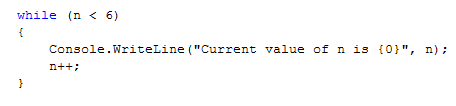 while (n < 6)
{
    Console.WriteLine("Current value of n is {0}", n);
    n++;
}